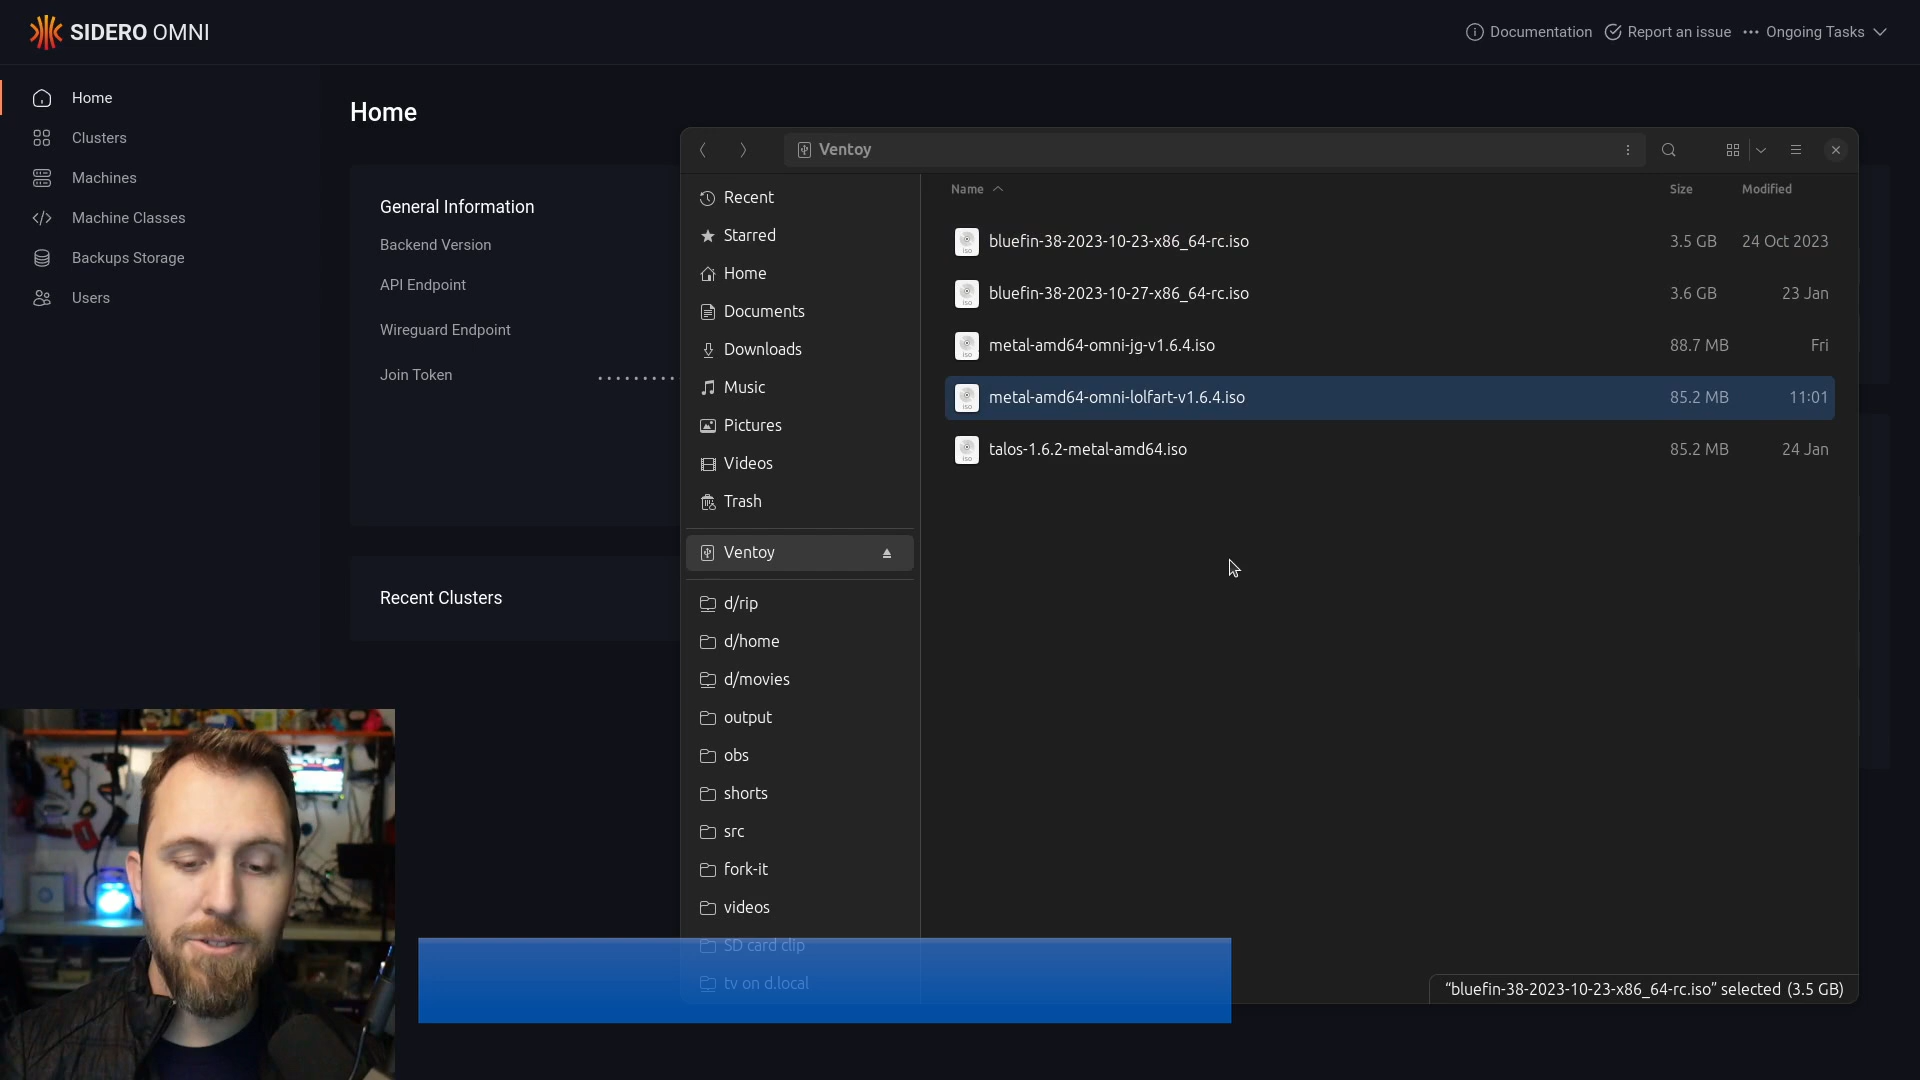 SIDERO OMNI
Documentation
Report an issue
Ongoing Tasks
Home
Clusters
Machines
Machine Classes
Backups Storage
Users
Home
General Information
Backend Version
API Endpoint
Wireguard Endpoint
Join Token
Recent Clusters
Ventoy
Recent
Starred
Home
Documents
Downloads
Music
Pictures
Videos
Trash
Ventoy
d/rip
d/home
d/movies
output
obs
shorts
src
fork-it
videos
SD card clip
tv on d.local
Name Size Modified
bluefin-38-2023-10-23-x86_64-rc.iso 3.5 GB 24 Oct 2023
bluefin-38-2023-10-27-x86_64-rc.iso 3.6 GB 23 Jan
metal-amd64-omni-jg-v1.6.4.iso 88.7 MB Fri
metal-amd64-omni-lolfart-v1.6.4.iso 85.2 MB 11:01
talos-1.6.2-metal-amd64.iso 85.2 MB 24 Jan
“bluefin-38-2023-10-23-x86_64-rc.iso” selected (3.5 GB)